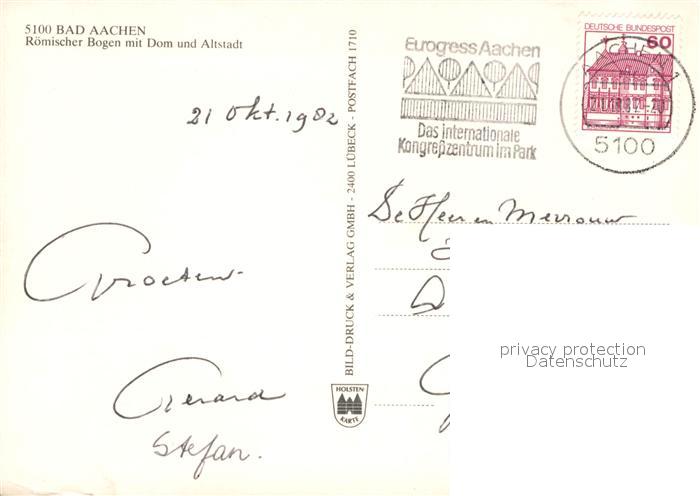 5100 BAD AACHEN
Römischer Bogen mit Dom und Altstadt
21 Okt. 1982
Groeten
Gerard
Stefan.
BILD-DRUCK & VERLAG GMBH - 2400 LÜBECK - POSTFACH 1710
HOLSTEN
KARTE
Eurogress Aachen
Das internationale
Kongreßzentrum im Park
DEUTSCHE BUNDESPOST
60
AACHEN 1
5100
De Heer en Mevrouw
privacy protection
Datenschutz